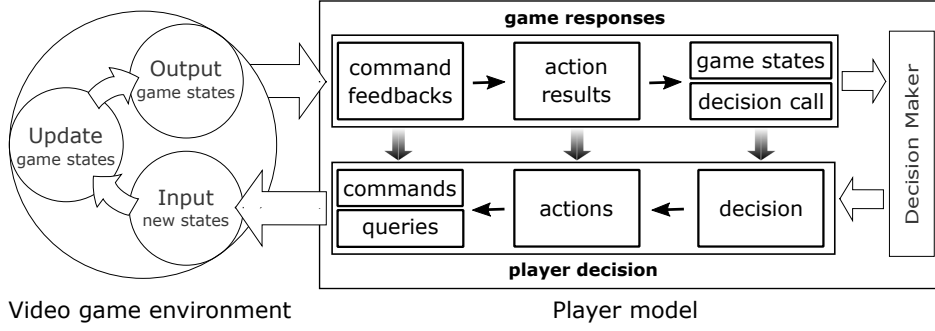 Output
game states
Update
game states
Input
new states
Video game environment
game responses
command
feedbacks
action
results
game states
decision call
commands
queries
actions
decision
player decision
Decision Maker
Player model